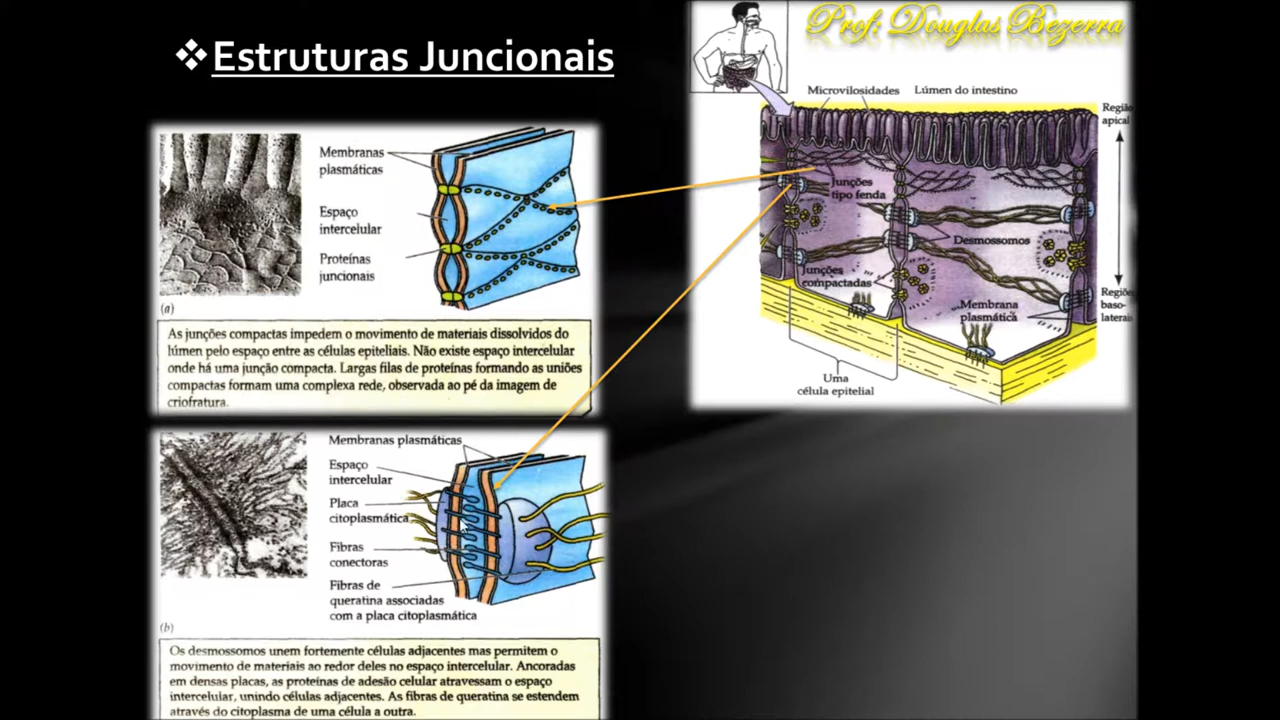 ❖Estruturas Juncionais
Prof: Douglas Bezerra
Microvilosidades
Lúmen do intestino
Região
apical
Junções
tipo fenda
Desmossomos
Junções
compactadas
Membrana
plasmática
Regiões
baso-
laterais
Uma
célula epitelial
Membranas
plasmáticas
Espaço
intercelular
Proteínas
juncionais
(a)
As junções compactas impedem o movimento de materiais dissolvidos do
lúmen pelo espaço entre as células epiteliais. Não existe espaço intercelular
onde há uma junção compacta. Largas filas de proteínas formando as uniões
compactas formam uma complexa rede, observada ao pé da imagem de
criofratura.
Membranas plasmáticas
Espaço
intercelular
Placa
citoplasmática
Fibras
conectoras
Fibras de
queratina associadas
com a placa citoplasmática
(b)
Os desmossomos unem fortemente células adjacentes mas permitem o
movimento de materiais ao redor deles no espaço intercelular. Ancoradas
em densas placas, as proteínas de adesão celular atravessam o espaço
intercelular, unindo células adjacentes. As fibras de queratina se estendem
através do citoplasma de uma célula a outra.